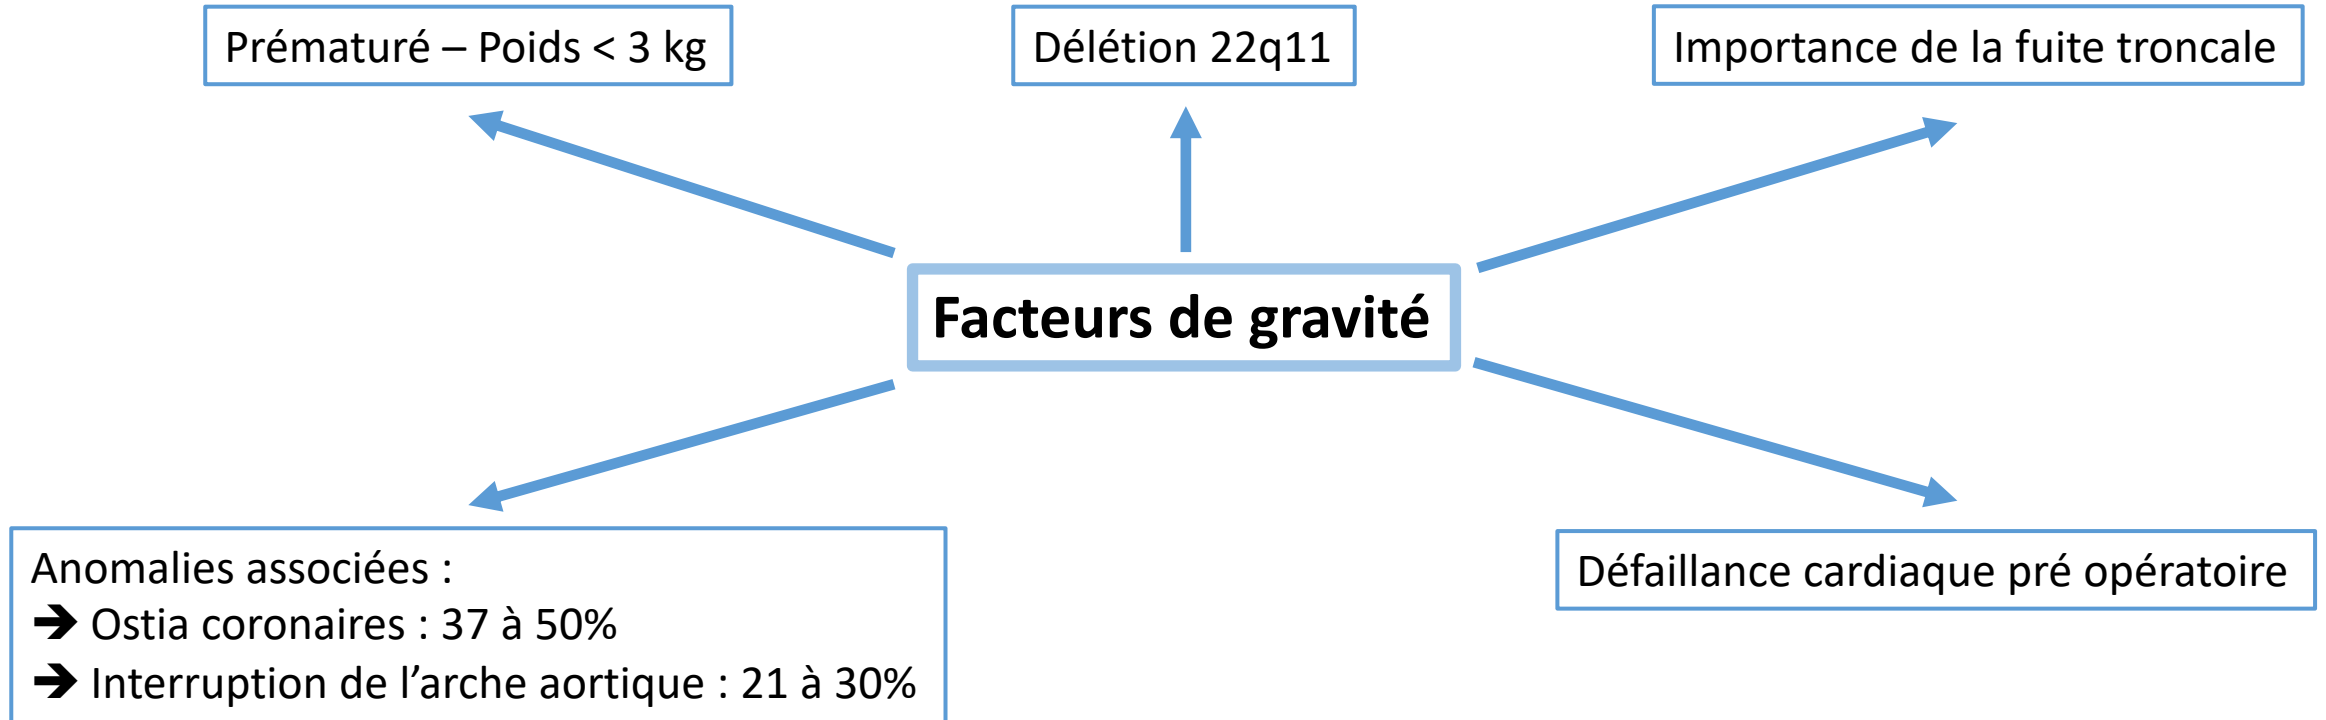 Prématuré – Poids < 3 kg
Délétion 22q11
Importance de la fuite troncale
Facteurs de gravité
Anomalies associées :
➔ Ostia coronaires : 37 à 50%
➔ Interruption de l’arche aortique : 21 à 30%
Défaillance cardiaque pré opératoire